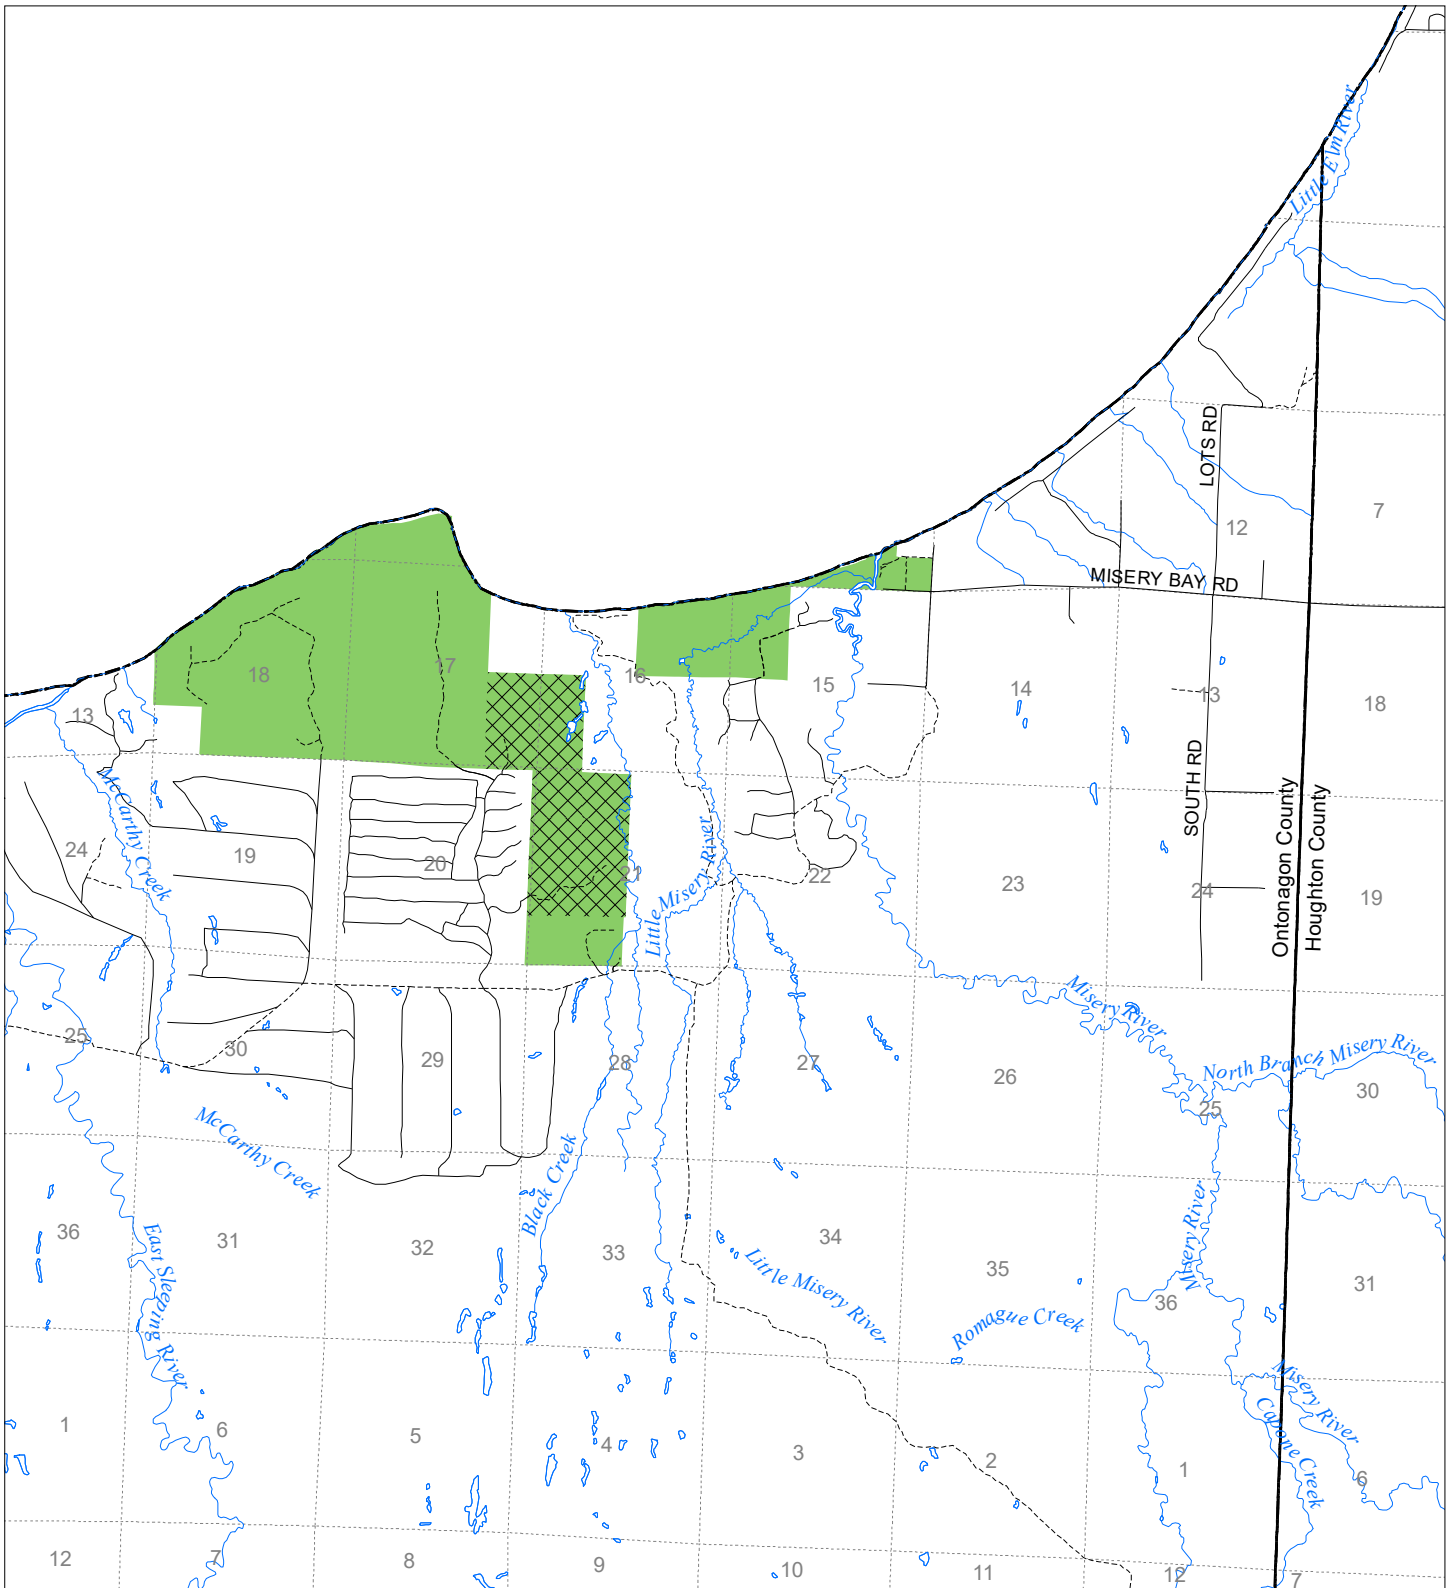 Little Elm River
LOTS RD
7
12
MISERY BAY RD
18
17
16
15
14
13
18
13
SOUTH RD
Ontonagon County
Houghton County
McCarthy Creek
24
19
20
21
Little Misery River
22
23
24
19
Misery River
25
30
29
28
27
26
North Branch Misery River
25
30
McCarthy Creek
Black Creek
36
31
32
33
34
35
Misery River
36
31
East Sleeping River
Little Misery River
Romague Creek
Misery River
Capone Creek
1
6
5
4
3
2
1
6
12
7
8
9
10
11
12
7